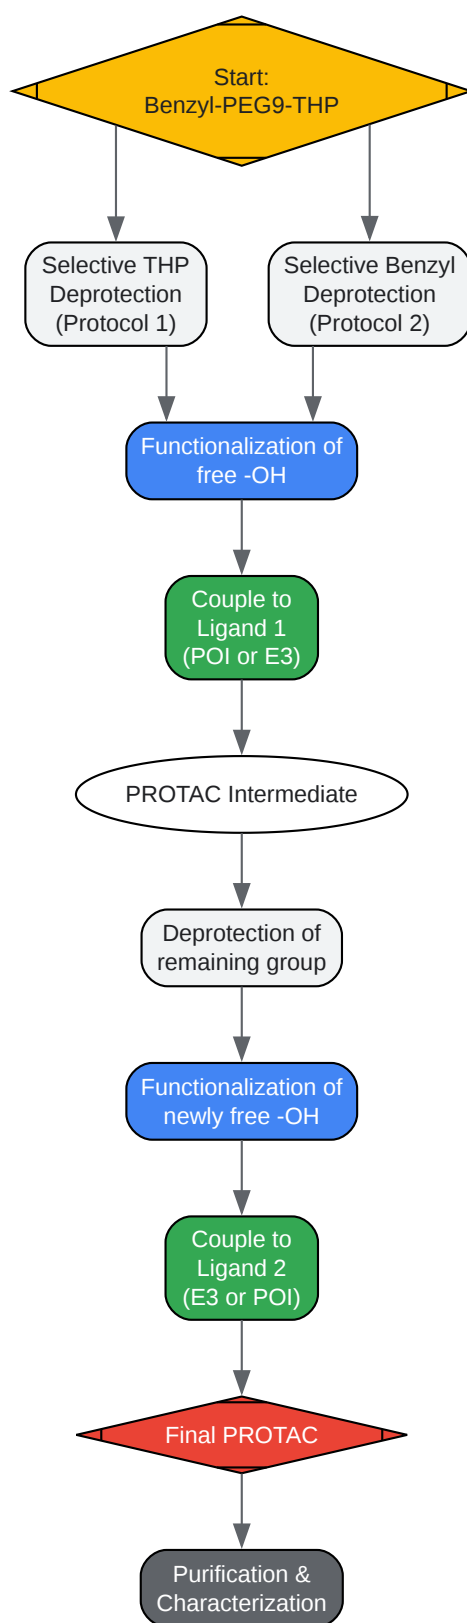 Start:
Benzyl-PEG9-THP
Selective THP
Deprotection
(Protocol 1)
Selective Benzyl
Deprotection
(Protocol 2)
Functionalization of
free -OH
Couple to
Ligand 1
(POI or E3)
PROTAC Intermediate
Deprotection of
remaining group
Functionalization of
newly free -OH
Couple to
Ligand 2
(E3 or POI)
Final PROTAC
Purification &
Characterization